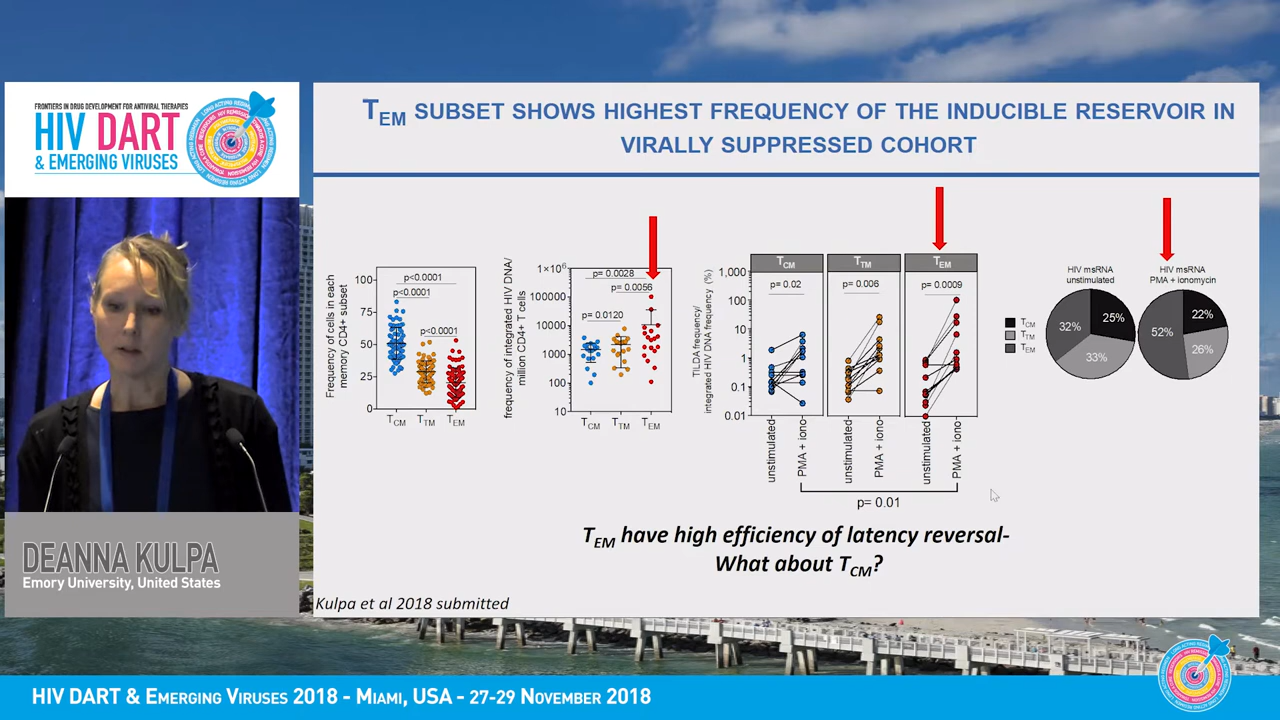 FRONTIERS IN DRUG DEVELOPMENT FOR ANTIVIRAL THERAPIES
HIV DART
& EMERGING VIRUSES
TEM SUBSET SHOWS HIGHEST FREQUENCY OF THE INDUCIBLE RESERVOIR IN
VIRALLY SUPPRESSED COHORT
Frequency of cells in each
memory CD4+ subset
100
75
50
25
0
p<0.0001
p<0.0001
p<0.0001
TCM TTM TEM
frequency of integrated HIV DNA/
million CD4+ T cells
1×10⁶
100000
10000
1000
100
10
p= 0.0028
p= 0.0056
p= 0.0120
TCM TTM TEM
TILDA frequency/
integrated HIV DNA frequency (%)
1,000
100
10
1
0.1
0.01
TCM TTM TEM
p= 0.02 p= 0.006 p= 0.0009
unstimulated PMA + iono unstimulated PMA + iono unstimulated PMA + iono
p= 0.01
HIV msRNA
unstimulated
HIV msRNA
PMA + ionomycin
TCM
TTM
TEM
32% 25%
33%
52% 22%
26%
TEM have high efficiency of latency reversal-
What about TCM?
Kulpa et al 2018 submitted
DEANNA KULPA
Emory University, United States
HIV DART & EMERGING VIRUSES 2018 - MIAMI, USA - 27-29 NOVEMBER 2018